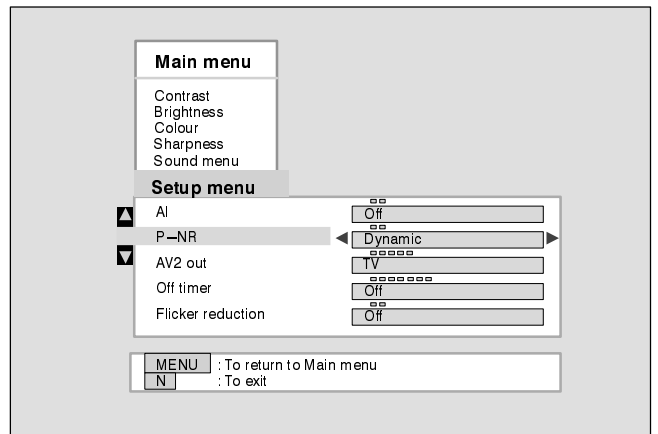 Main menu
Contrast
Brightness
Colour
Sharpness
Sound menu
Setup menu
AI Off
P–NR Dynamic
AV2 out TV
Off timer Off
Flicker reduction Off
MENU : To return to Main menu
N : To exit